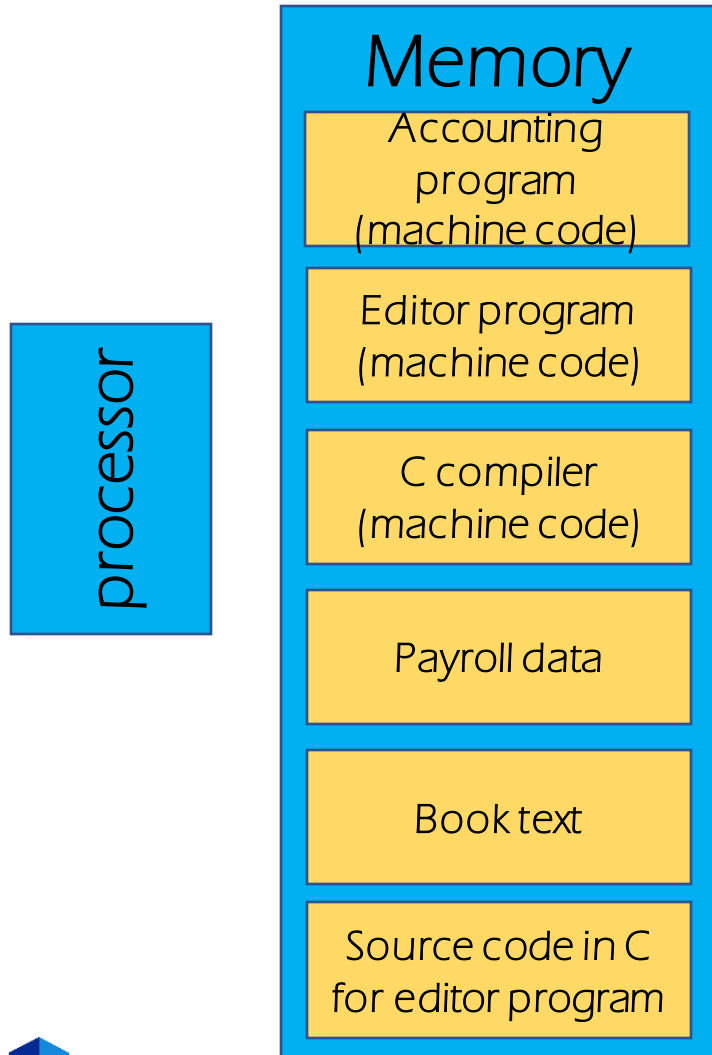 Memory
Accounting
program
(machine code)
Editor program
(machine code)
processor
C compiler
(machine code)
Payroll data
Book text
Source code in C
for editor program